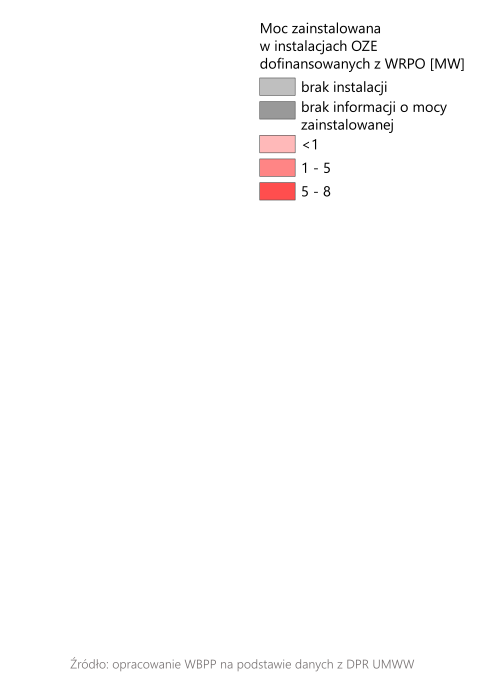 Moc zainstalowana
w instalacjach OZE
dofinansowanych z WRPO [MW]
brak instalacji
brak informacji o mocy
zainstalowanej
<1
1 - 5
5 - 8
Źródło: opracowanie WBPP na podstawie danych z DPR UMWW